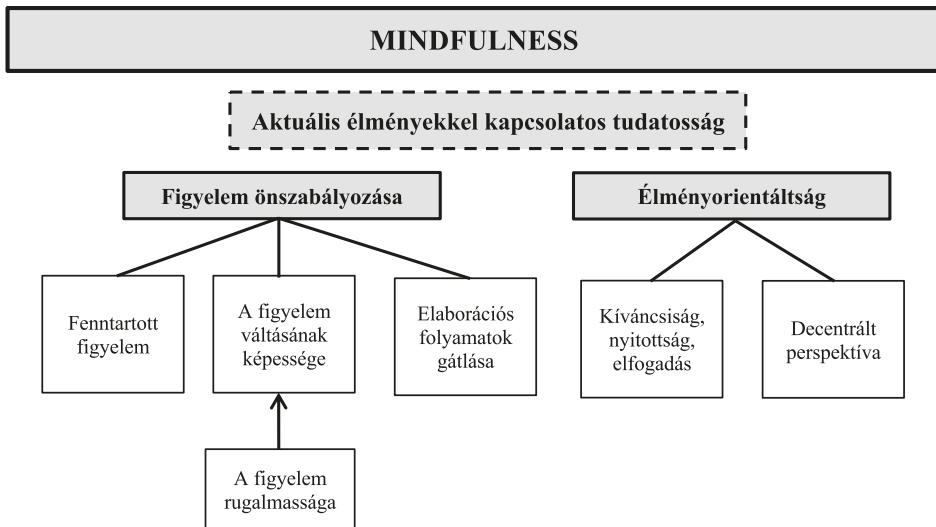 MINDFULNESS
Aktuális élményekkel kapcsolatos tudatosság
Figyelem önszabályozása
Élményorientáltság
Fenntartott
figyelem
A figyelem
váltásának
képessége
Elaborációs
folyamatok
gátlása
Kíváncsiság,
nyitottság,
elfogadás
Decentrált
perspektíva
A figyelem
rugalmassága